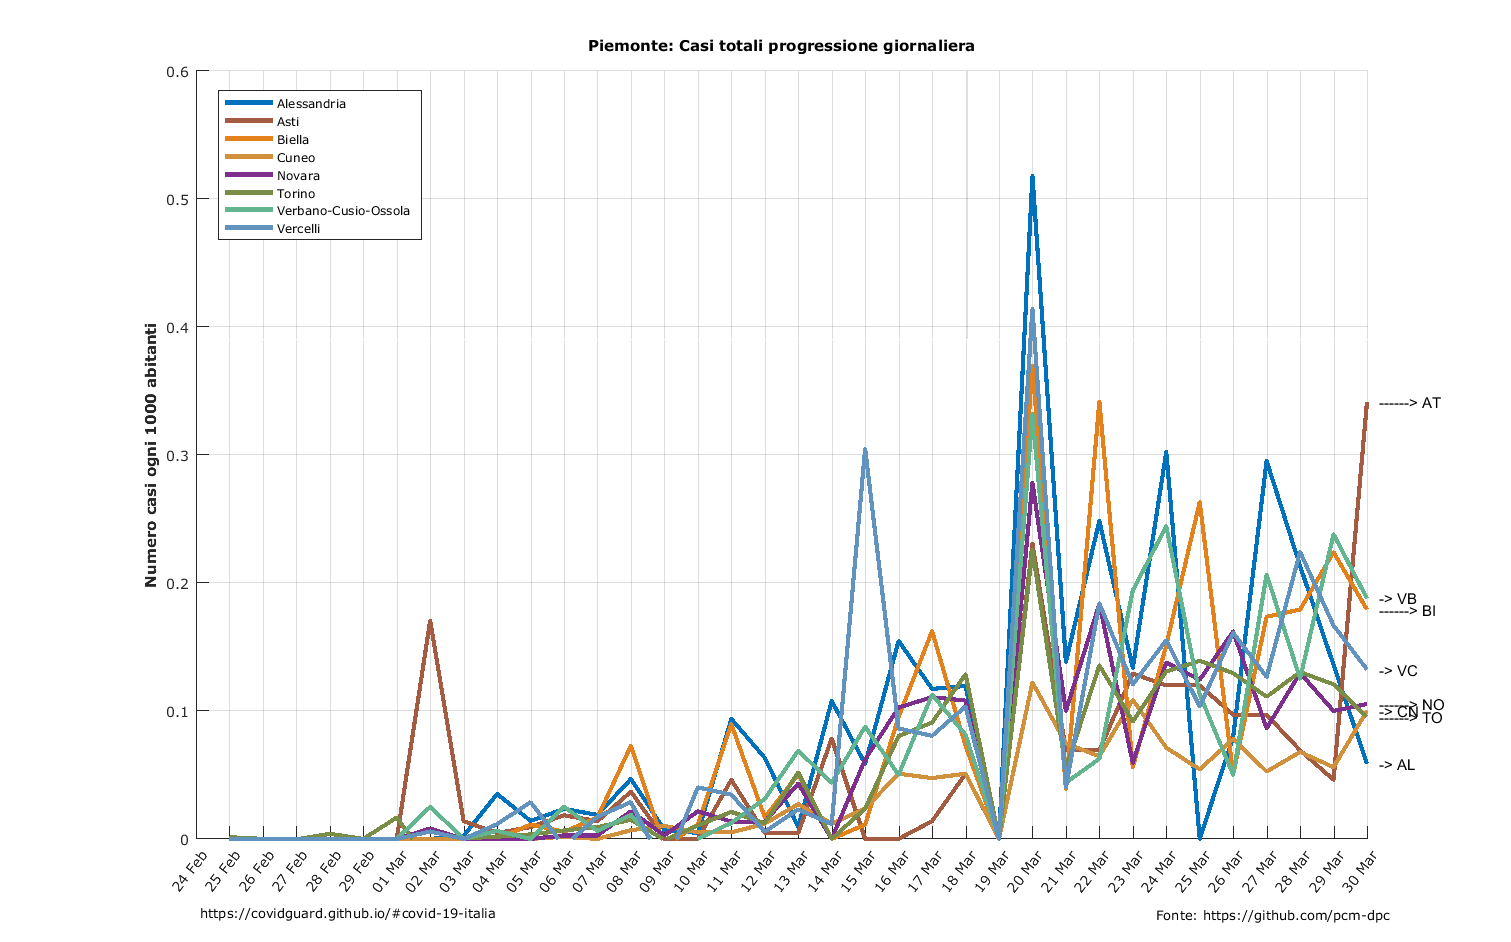 Piemonte: Casi totali progressione giornaliera
0.6
0.5
0.4
0.3
0.2
0.1
0
Numero casi ogni 1000 abitanti
Alessandria
Asti
Biella
Cuneo
Novara
Torino
Verbano-Cusio-Ossola
Vercelli
------> AT
-> VB
------> BI
-> VC
------> NO
-> CN
------> TO
-> AL
24 Feb
25 Feb
26 Feb
27 Feb
28 Feb
29 Feb
01 Mar
02 Mar
03 Mar
04 Mar
05 Mar
06 Mar
07 Mar
08 Mar
09 Mar
10 Mar
11 Mar
12 Mar
13 Mar
14 Mar
15 Mar
16 Mar
17 Mar
18 Mar
19 Mar
20 Mar
21 Mar
22 Mar
23 Mar
24 Mar
25 Mar
26 Mar
27 Mar
28 Mar
29 Mar
30 Mar
https://covidguard.github.io/#covid-19-italia
Fonte: https://github.com/pcm-dpc